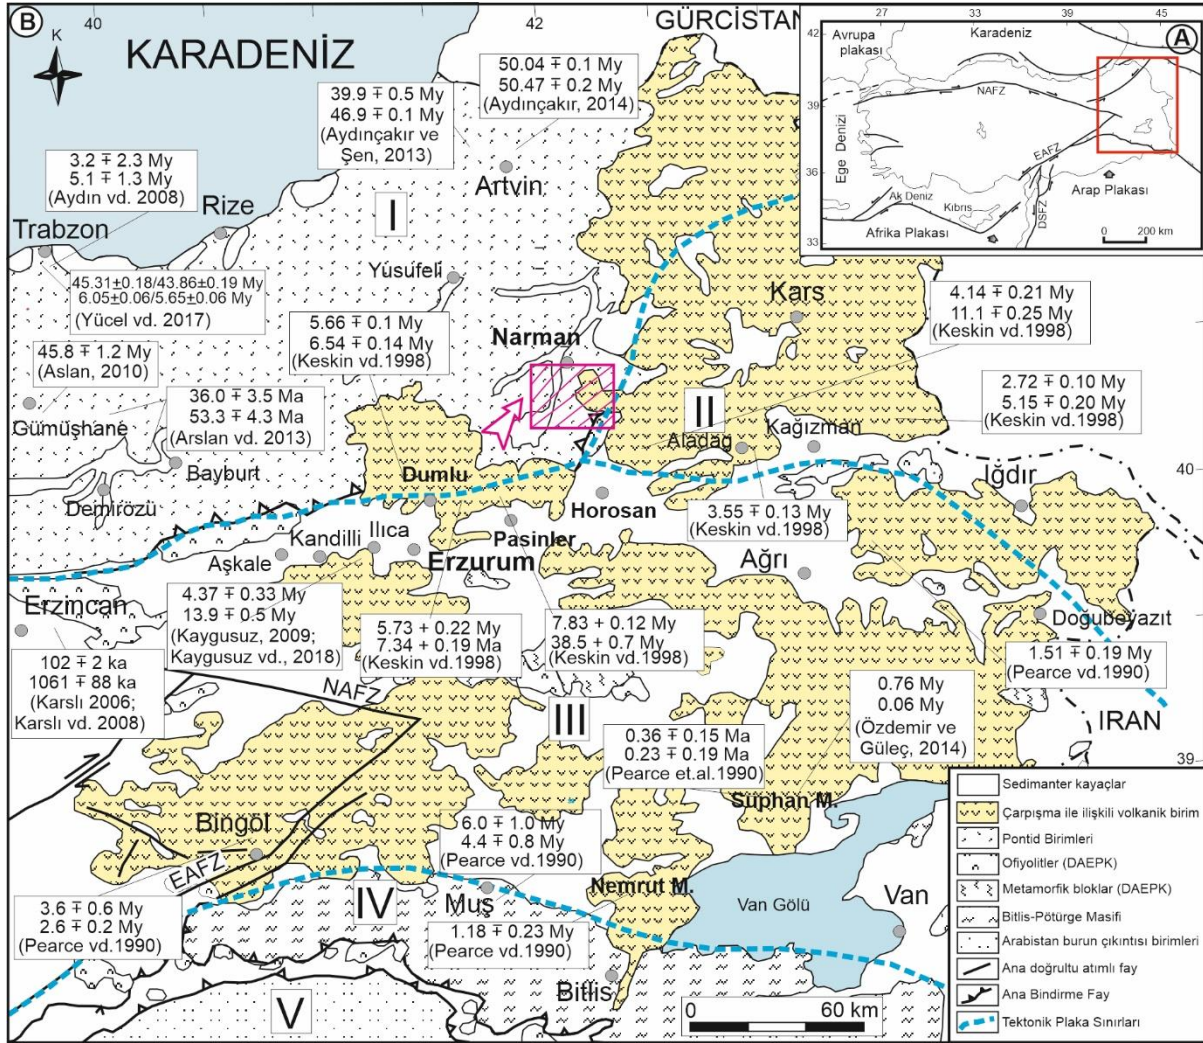 B
K
40
42
KARADENİZ
GÜRCİSTAN
A
27
33
39
45
42
39
36
33
Avrupa
plakası
Karadeniz
NAFZ
Ege Denizi
EAFZ
Arap Plakası
Ak Deniz
Kıbrıs
DSFZ
Afrika Plakası
0
200 km
50.04 ∓ 0.1 My
50.47 ∓ 0.2 My
(Aydınçakır, 2014)
39.9 ∓ 0.5 My
46.9 ∓ 0.1 My
(Aydınçakır ve
Şen, 2013)
3.2 ∓ 2.3 My
5.1 ∓ 1.3 My
(Aydın vd. 2008)
Artvin
Rize
Trabzon
I
Yusufeli
45.31±0.18/43.86±0.19 My
6.05±0.06/5.65±0.06 My
(Yücel vd. 2017)
Kars
4.14 ∓ 0.21 My
11.1 ∓ 0.25 My
(Keskin vd.1998)
5.66 ∓ 0.1 My
6.54 ∓ 0.14 My
(Keskin vd.1998)
Narman
45.8 ∓ 1.2 My
(Aslan, 2010)
36.0 ∓ 3.5 Ma
53.3 ∓ 4.3 Ma
(Arslan vd. 2013)
2.72 ∓ 0.10 My
5.15 ∓ 0.20 My
(Keskin vd.1998)
II
Gümüşhane
Aladağ
Kağızman
Bayburt
40
Dumlu
Iğdır
Demirözü
Horosan
3.55 ∓ 0.13 My
(Keskin vd.1998)
Pasinler
Ilıca
Kandilli
Aşkale
Erzurum
Ağrı
Erzincan
Doğubeyazıt
4.37 ∓ 0.33 My
13.9 ∓ 0.5 My
(Kaygusuz, 2009;
Kaygusuz vd., 2018)
5.73 + 0.22 My
7.34 + 0.19 Ma
(Keskin vd.1998)
7.83 + 0.12 My
38.5 + 0.7 My
(Keskin vd.1998)
1.51 ∓ 0.19 My
(Pearce vd.1990)
102 ∓ 2 ka
1061 ∓ 88 ka
(Karslı 2006;
Karslı vd. 2008)
NAFZ
0.76 My
0.06 My
(Özdemir ve
Güleç, 2014)
IRAN
III
0.36 ∓ 0.15 Ma
0.23 ∓ 0.19 Ma
(Pearce et.al.1990)
39
Süphan M.
Bingöl
6.0 ∓ 1.0 My
4.4 ∓ 0.8 My
(Pearce vd.1990)
EAFZ
Nemrut M.
Van
Van Gölü
IV
Muş
3.6 ∓ 0.6 My
2.6 ∓ 0.2 My
(Pearce vd.1990)
1.18 ∓ 0.23 My
(Pearce vd.1990)
Bitlis
V
0
60 km
Sedimanter kayaçlar
Çarpışma ile ilişkili volkanik birim
Pontid Birimleri
Ofiyolitler (DAEPK)
Metamorfik bloklar (DAEPK)
Bitlis-Pötürge Masifi
Arabistan burun çıkıntısı birimleri
Ana doğrultu atımlı fay
Ana Bindirme Fay
Tektonik Plaka Sınırları